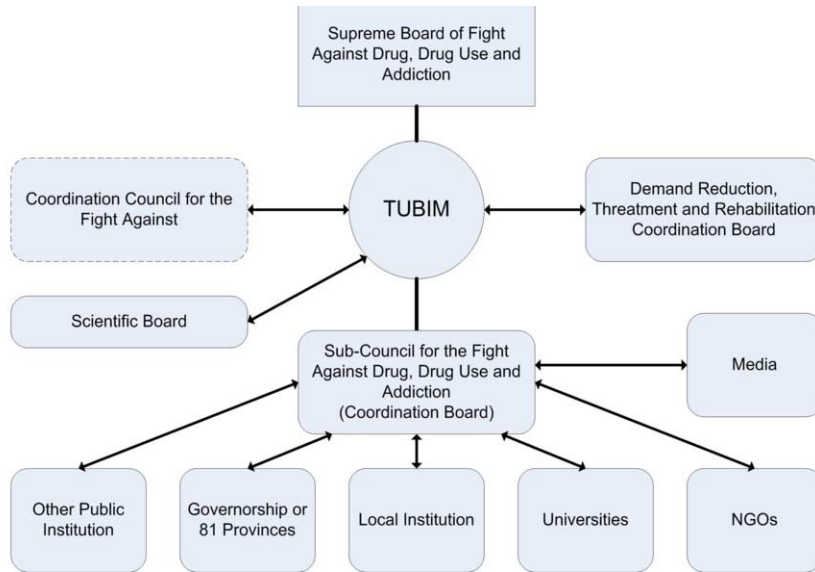 Supreme Board of Fight
Against Drug, Drug Use and
Addiction
Coordination Council for the
Fight Against
TUBIM
Demand Reduction,
Threatment and Rehabilitation
Coordination Board
Scientific Board
Sub-Council for the Fight
Against Drug, Drug Use and
Addiction
(Coordination Board)
Media
Other Public
Institution
Governorship or
81 Provinces
Local Institution
Universities
NGOs